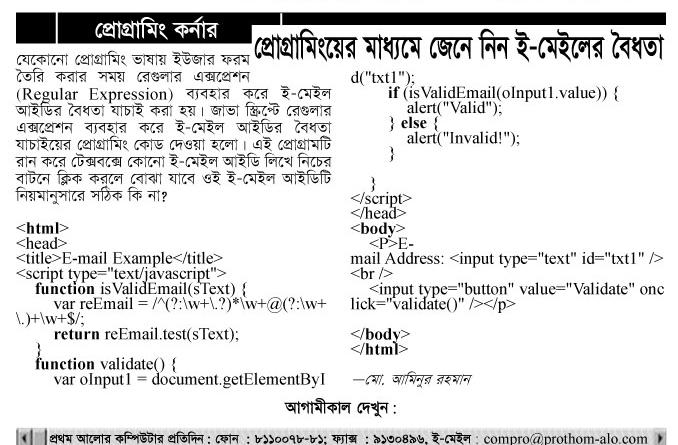 প্রোগ্রামিং কর্নার
প্রোগ্রামিংয়ের মাধ্যমে জেনে নিন ই-মেইলের বৈধতা
যেকোনো প্রোগ্রামিং ভাষায় ইউজার ফরম
তৈরি করার সময় রেগুলার এক্সপ্রেশন
(Regular Expression) ব্যবহার করে ই-মেইল
আইডির বৈধতা যাচাই করা হয়। জাভা স্ক্রিপ্টে রেগুলার
এক্সপ্রেশন ব্যবহার করে ই-মেইল আইডির বৈধতা
যাচাইয়ের প্রোগ্রামিং কোড দেওয়া হলো। এই প্রোগ্রামটি
রান করে টেক্সবক্সে কোনো ই-মেইল আইডি লিখে নিচের
বাটনে ক্লিক করলে বোঝা যাবে ওই ই-মেইল আইডিটি
নিয়মানুসারে সঠিক কি না?
<html>
<head>
<title>E-mail Example</title>
<script type="text/javascript">
function isValidEmail(sText) {
var reEmail = /^(?:\w+\.?)*\w+@(?:\w+
\.)+\w+$/;
return reEmail.test(sText);
}
function validate() {
var oInput1 = document.getElementByI
d("txt1");
if (isValidEmail(oInput1.value)) {
alert("Valid");
} else {
alert("Invalid!");
}
}
</script>
</head>
<body>
<P>E-
mail Address: <input type="text" id="txt1" />
<br />
<input type="button" value="Validate" onc
lick="validate()" /></p>
</body>
</html>
—মো. আমিনুর রহমান
আগামীকাল দেখুন :
প্রথম আলোর কম্পিউটার প্রতিদিন : ফোন : ৮১১০০৭৮-৮১; ফ্যাক্স : ৯১৩০৪৯৬, ই-মেইল : compro@prothom-alo.com